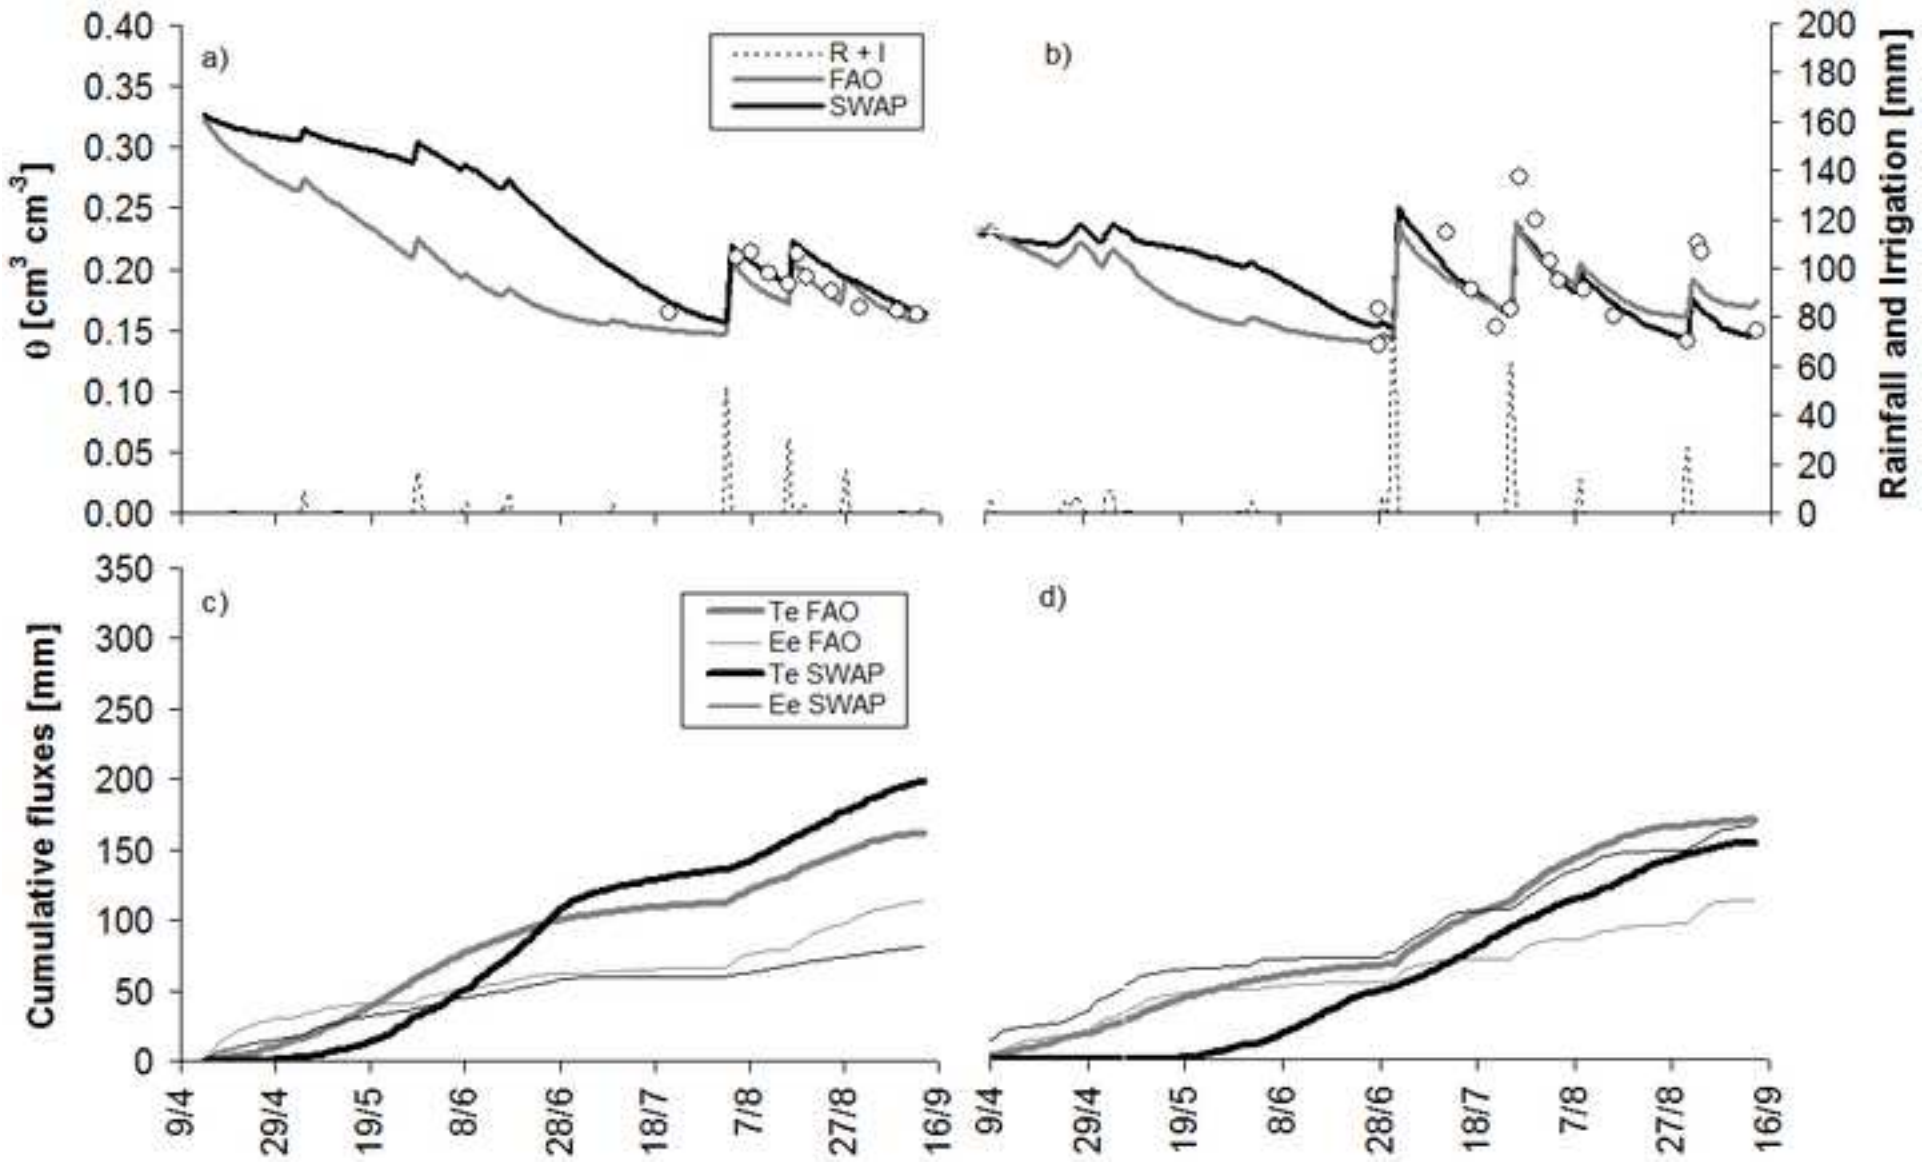 a)
R + I
FAO
SWAP
b)
0.40
0.35
0.30
0.25
0.20
0.15
0.10
0.05
0.00
θ [cm³ cm⁻³]
200
180
160
140
120
100
80
60
40
20
0
Rainfall and Irrigation [mm]
c)
Te FAO
Ee FAO
Te SWAP
Ee SWAP
d)
350
300
250
200
150
100
50
0
Cumulative fluxes [mm]
9/4 29/4 19/5 8/6 28/6 18/7 7/8 27/8 16/9
9/4 29/4 19/5 8/6 28/6 18/7 7/8 27/8 16/9